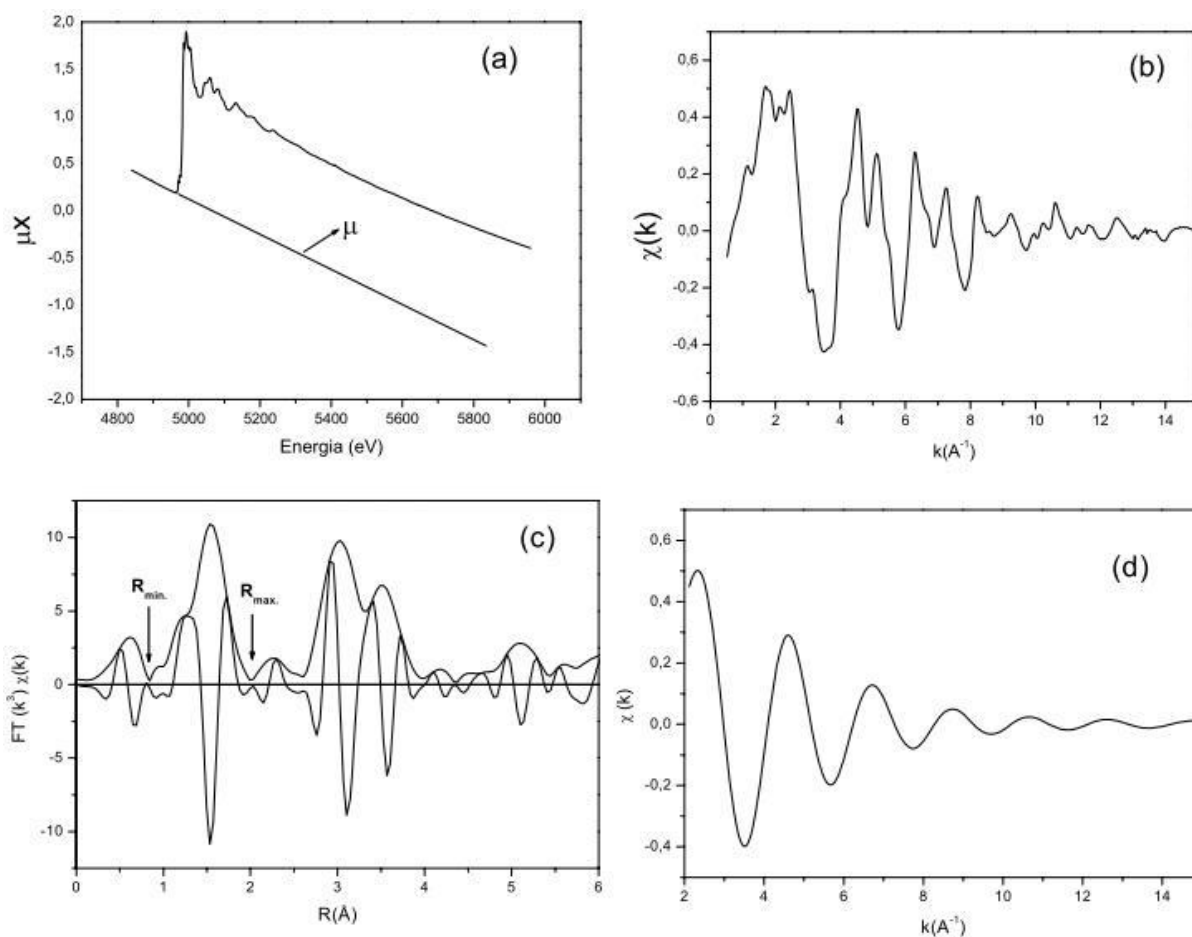 (a)
2,0
1,5
1,0
0,5
0,0
-0,5
-1,0
-1,5
-2,0
μX
μ
4800 5000 5200 5400 5600 5800 6000
Energia (eV)
(b)
0,6
0,4
0,2
0,0
-0,2
-0,4
-0,6
χ(k)
0 2 4 6 8 10 12 14
k(A⁻¹)
(c)
10
5
0
-5
-10
FT (k³) χ(k)
R min.
R max.
0 1 2 3 4 5 6
R(Å)
(d)
0,6
0,4
0,2
0,0
-0,2
-0,4
χ (k)
2 4 6 8 10 12 14
k(A⁻¹)